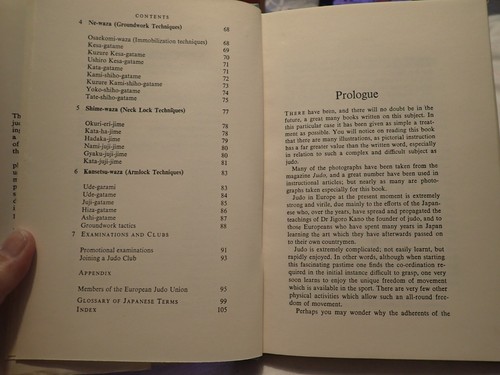 CONTENTS
4 Ne-waza (Groundwork Techniques) 68
Osaekomi-waza (Immobilization techniques) 68
Kesa-gatame 69
Kuzure Kesa-gatame 70
Ushiro Kesa-gatame 71
Kata-gatame 71
Kami-shiho-gatame 72
Kuzure Kami-shiho-gatame 73
Yoko-shiho-gatame 74
Tate-shiho-gatame 75
5 Shime-waza (Neck Lock Techniques) 77
Okuri-eri-jime 78
Kata-ha-jime 78
Hadaka-jime 79
Nami-juji-jime 80
Gyaku-juji-jime 80
Kata-juji-jime 81
6 Kansetsu-waza (Armlock Techniques) 83
Ude-garami 83
Ude-gatame 84
Juji-gatame 85
Hiza-gatame 86
Ashi-gatame 87
Groundwork tactics 88
7 EXAMINATIONS AND CLUBS
Promotional examinations 91
Joining a Judo Club 93
APPENDIX
Members of the European Judo Union 95
GLOSSARY OF JAPANESE TERMS 99
INDEX 105
Prologue
THERE have been, and there will no doubt be in the
future, a great many books written on this subject. In
this particular case it has been given as simple a treat-
ment as possible. You will notice on reading this book
that there are many illustrations, as pictorial instruction
has a far greater value than the written word, especially
in relation to such a complex and difficult subject as
judo.
Many of the photographs have been taken from the
magazine Judo, and a great number have been used in
instructional articles; but nearly as many are photo-
graphs taken especially for this book.
Judo in Europe at the present moment is extremely
strong and virile, due mainly to the efforts of the Japan-
ese who, over the years, have spread and propagated the
teachings of Dr Jigoro Kano the founder of judo, and to
those Europeans who have spent many years in Japan
learning the art which they have afterwards passed on
to their own countrymen.
Judo is extremely complicated; not easily learnt, but
rapidly enjoyed. In other words, although when starting
this fascinating pastime one finds the co-ordination re-
quired in the initial instance difficult to grasp, one very
soon learns to enjoy the unique freedom of movement
which is available in the sport. There are very few other
physical activities which allow such an all-round free-
dom of movement.
Perhaps you may wonder why the adherents of the